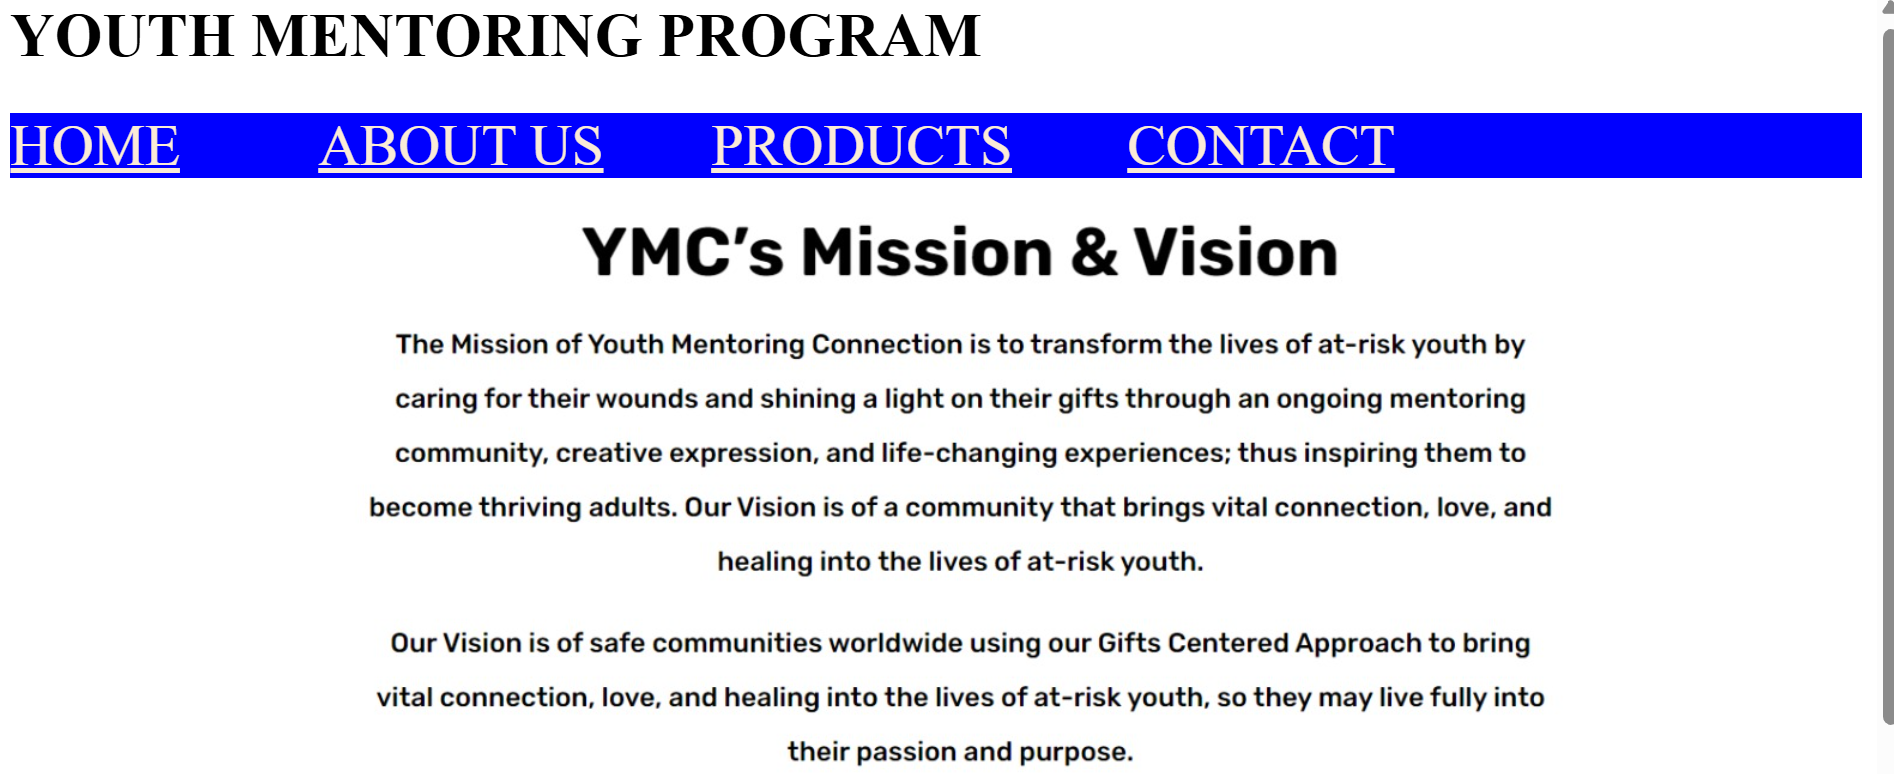 YOUTH MENTORING PROGRAM
HOME ABOUT US PRODUCTS CONTACT
YMC’s Mission & Vision
The Mission of Youth Mentoring Connection is to transform the lives of at-risk youth by
caring for their wounds and shining a light on their gifts through an ongoing mentoring
community, creative expression, and life-changing experiences; thus inspiring them to
become thriving adults. Our Vision is of a community that brings vital connection, love, and
healing into the lives of at-risk youth.
Our Vision is of safe communities worldwide using our Gifts Centered Approach to bring
vital connection, love, and healing into the lives of at-risk youth, so they may live fully into
their passion and purpose.